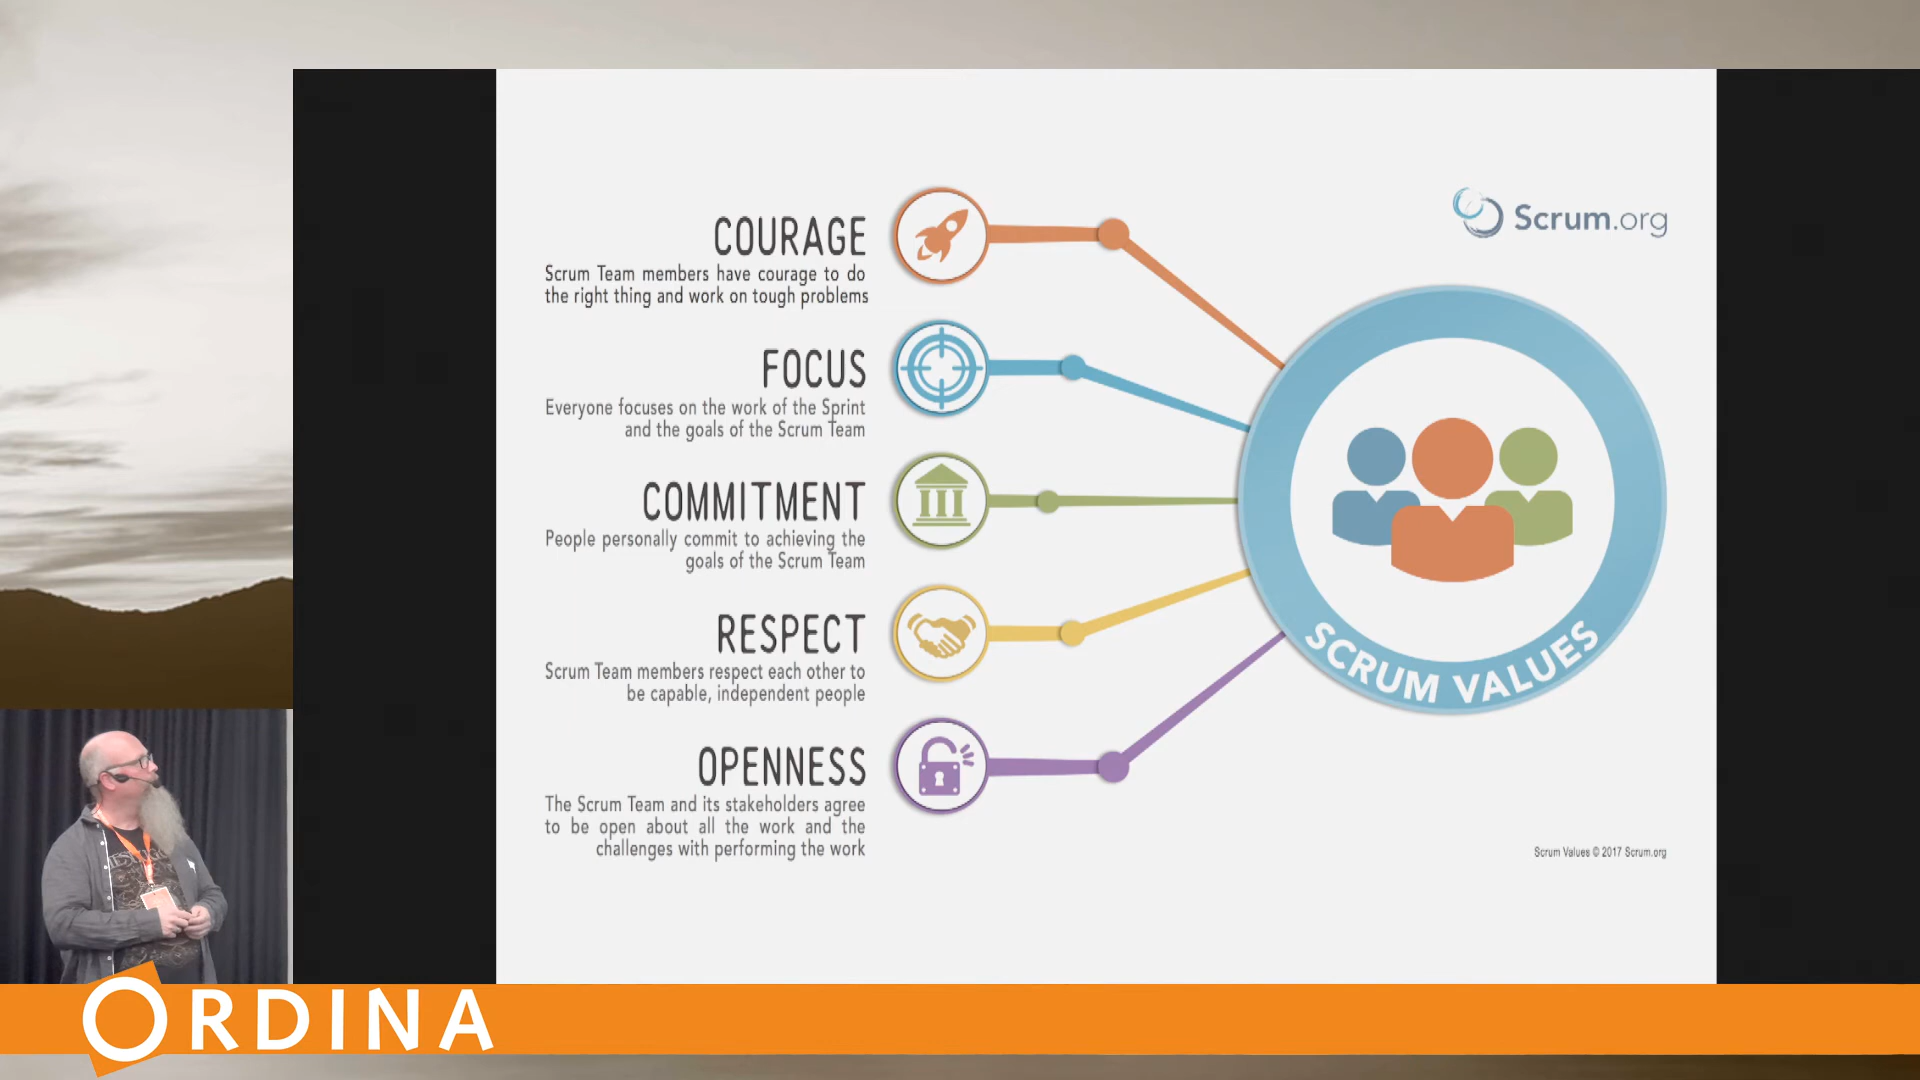 Scrum.org
COURAGE
Scrum Team members have courage to do
the right thing and work on tough problems
FOCUS
Everyone focuses on the work of the Sprint
and the goals of the Scrum Team
COMMITMENT
People personally commit to achieving the
goals of the Scrum Team
RESPECT
Scrum Team members respect each other to
be capable, independent people
OPENNESS
The Scrum Team and its stakeholders agree
to be open about all the work and the
challenges with performing the work
SCRUM VALUES
Scrum Values © 2017 Scrum.org
ORDINA